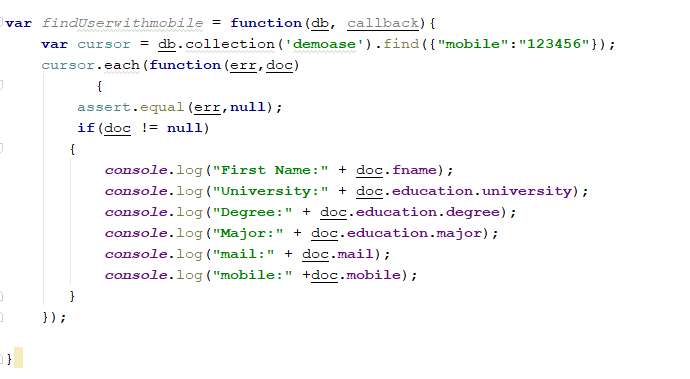 var findUserwithmobile = function(db, callback){
    var cursor = db.collection('demoase').find({"mobile":"123456"});
    cursor.each(function(err,doc)
          {
        assert.equal(err,null);
        if(doc != null)
       {
           console.log("First Name:" + doc.fname);
           console.log("University:" + doc.education.university);
           console.log("Degree:" + doc.education.degree);
           console.log("Major:" + doc.education.major);
           console.log("mail:" + doc.mail);
           console.log("mobile:" +doc.mobile);
       }
    });
}